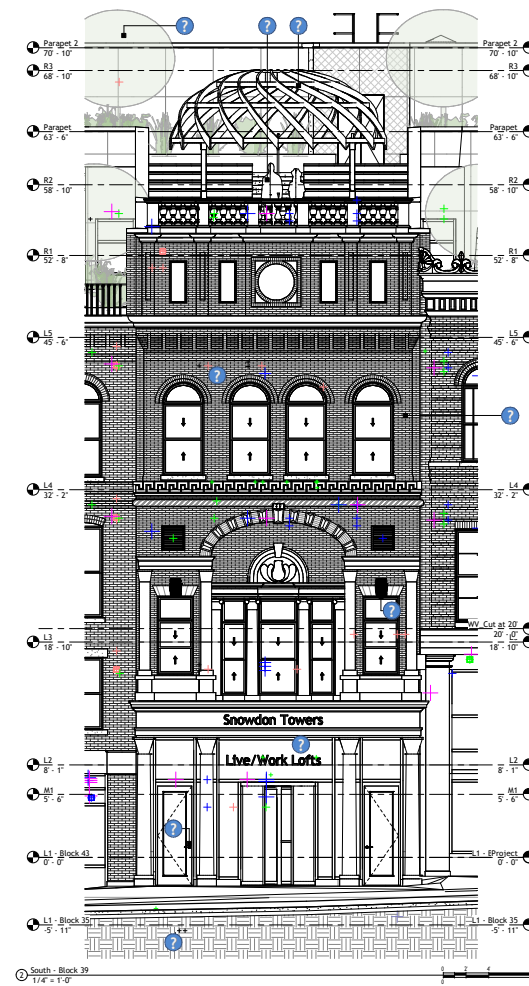 ?
?
?
Parapet 2
70' - 10"
Parapet 2
70' - 10"
R3
68' - 10"
R3
68' - 10"
Parapet
63' - 6"
Parapet
63' - 6"
R2
58' - 10"
R2
58' - 10"
R1
52' - 8"
R1
52' - 8"
L5
45' - 6"
L5
45' - 6"
?
?
L4
32' - 2"
L4
32' - 2"
?
WV_Cut at 20'
20' - 0"
L3
18' - 10"
L3
18' - 10"
Snowdon Towers
?
Live/Work Lofts
L2
8' - 1"
L2
8' - 1"
M1
5' - 6"
M1
5' - 6"
?
L1 - Block 43
0' - 0"
L1 - EProject
0' - 0"
L1 - Block 35
-5' - 11"
L1 - Block 35
-5' - 11"
?
2
South - Block 39
1/4" = 1'-0"
0
2
4